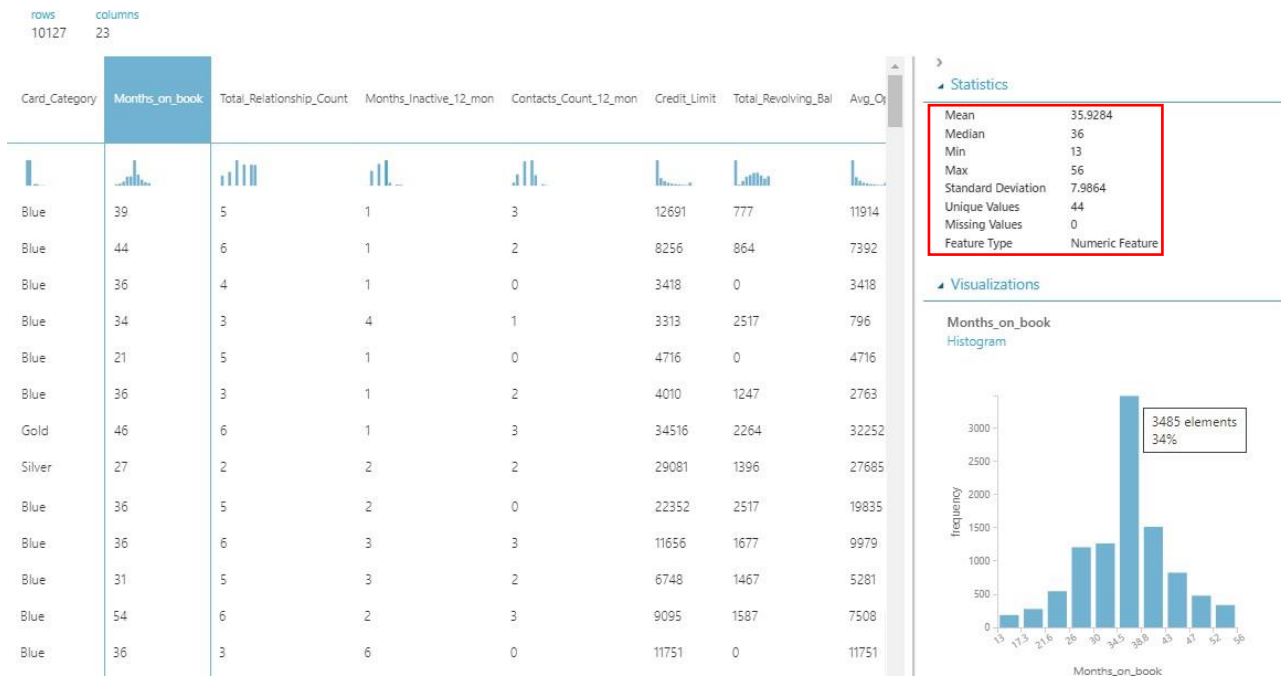 rows columns
10127 23
Card_Category Months_on_book Total_Relationship_Count Months_Inactive_12_mon Contacts_Count_12_mon Credit_Limit Total_Revolving_Bal Avg_Op
Blue 39 5 1 3 12691 777 11914
Blue 44 6 1 2 8256 864 7392
Blue 36 4 1 0 3418 0 3418
Blue 34 3 4 1 3313 2517 796
Blue 21 5 1 0 4716 0 4716
Blue 36 3 1 2 4010 1247 2763
Gold 46 6 1 3 34516 2264 32252
Silver 27 2 2 2 29081 1396 27685
Blue 36 5 2 0 22352 2517 19835
Blue 36 6 3 3 11656 1677 9979
Blue 31 5 3 2 6748 1467 5281
Blue 54 6 2 3 9095 1587 7508
Blue 36 3 6 0 11751 0 11751
Statistics
Mean 35.9284
Median 36
Min 13
Max 56
Standard Deviation 7.9864
Unique Values 44
Missing Values 0
Feature Type Numeric Feature
Visualizations
Months_on_book
Histogram
3485 elements
34%
3000
2500
2000
1500
1000
500
0
frequency
13 17.3 21.6 26 30 34.5 38.8 43 47 52 56
Months_on_book